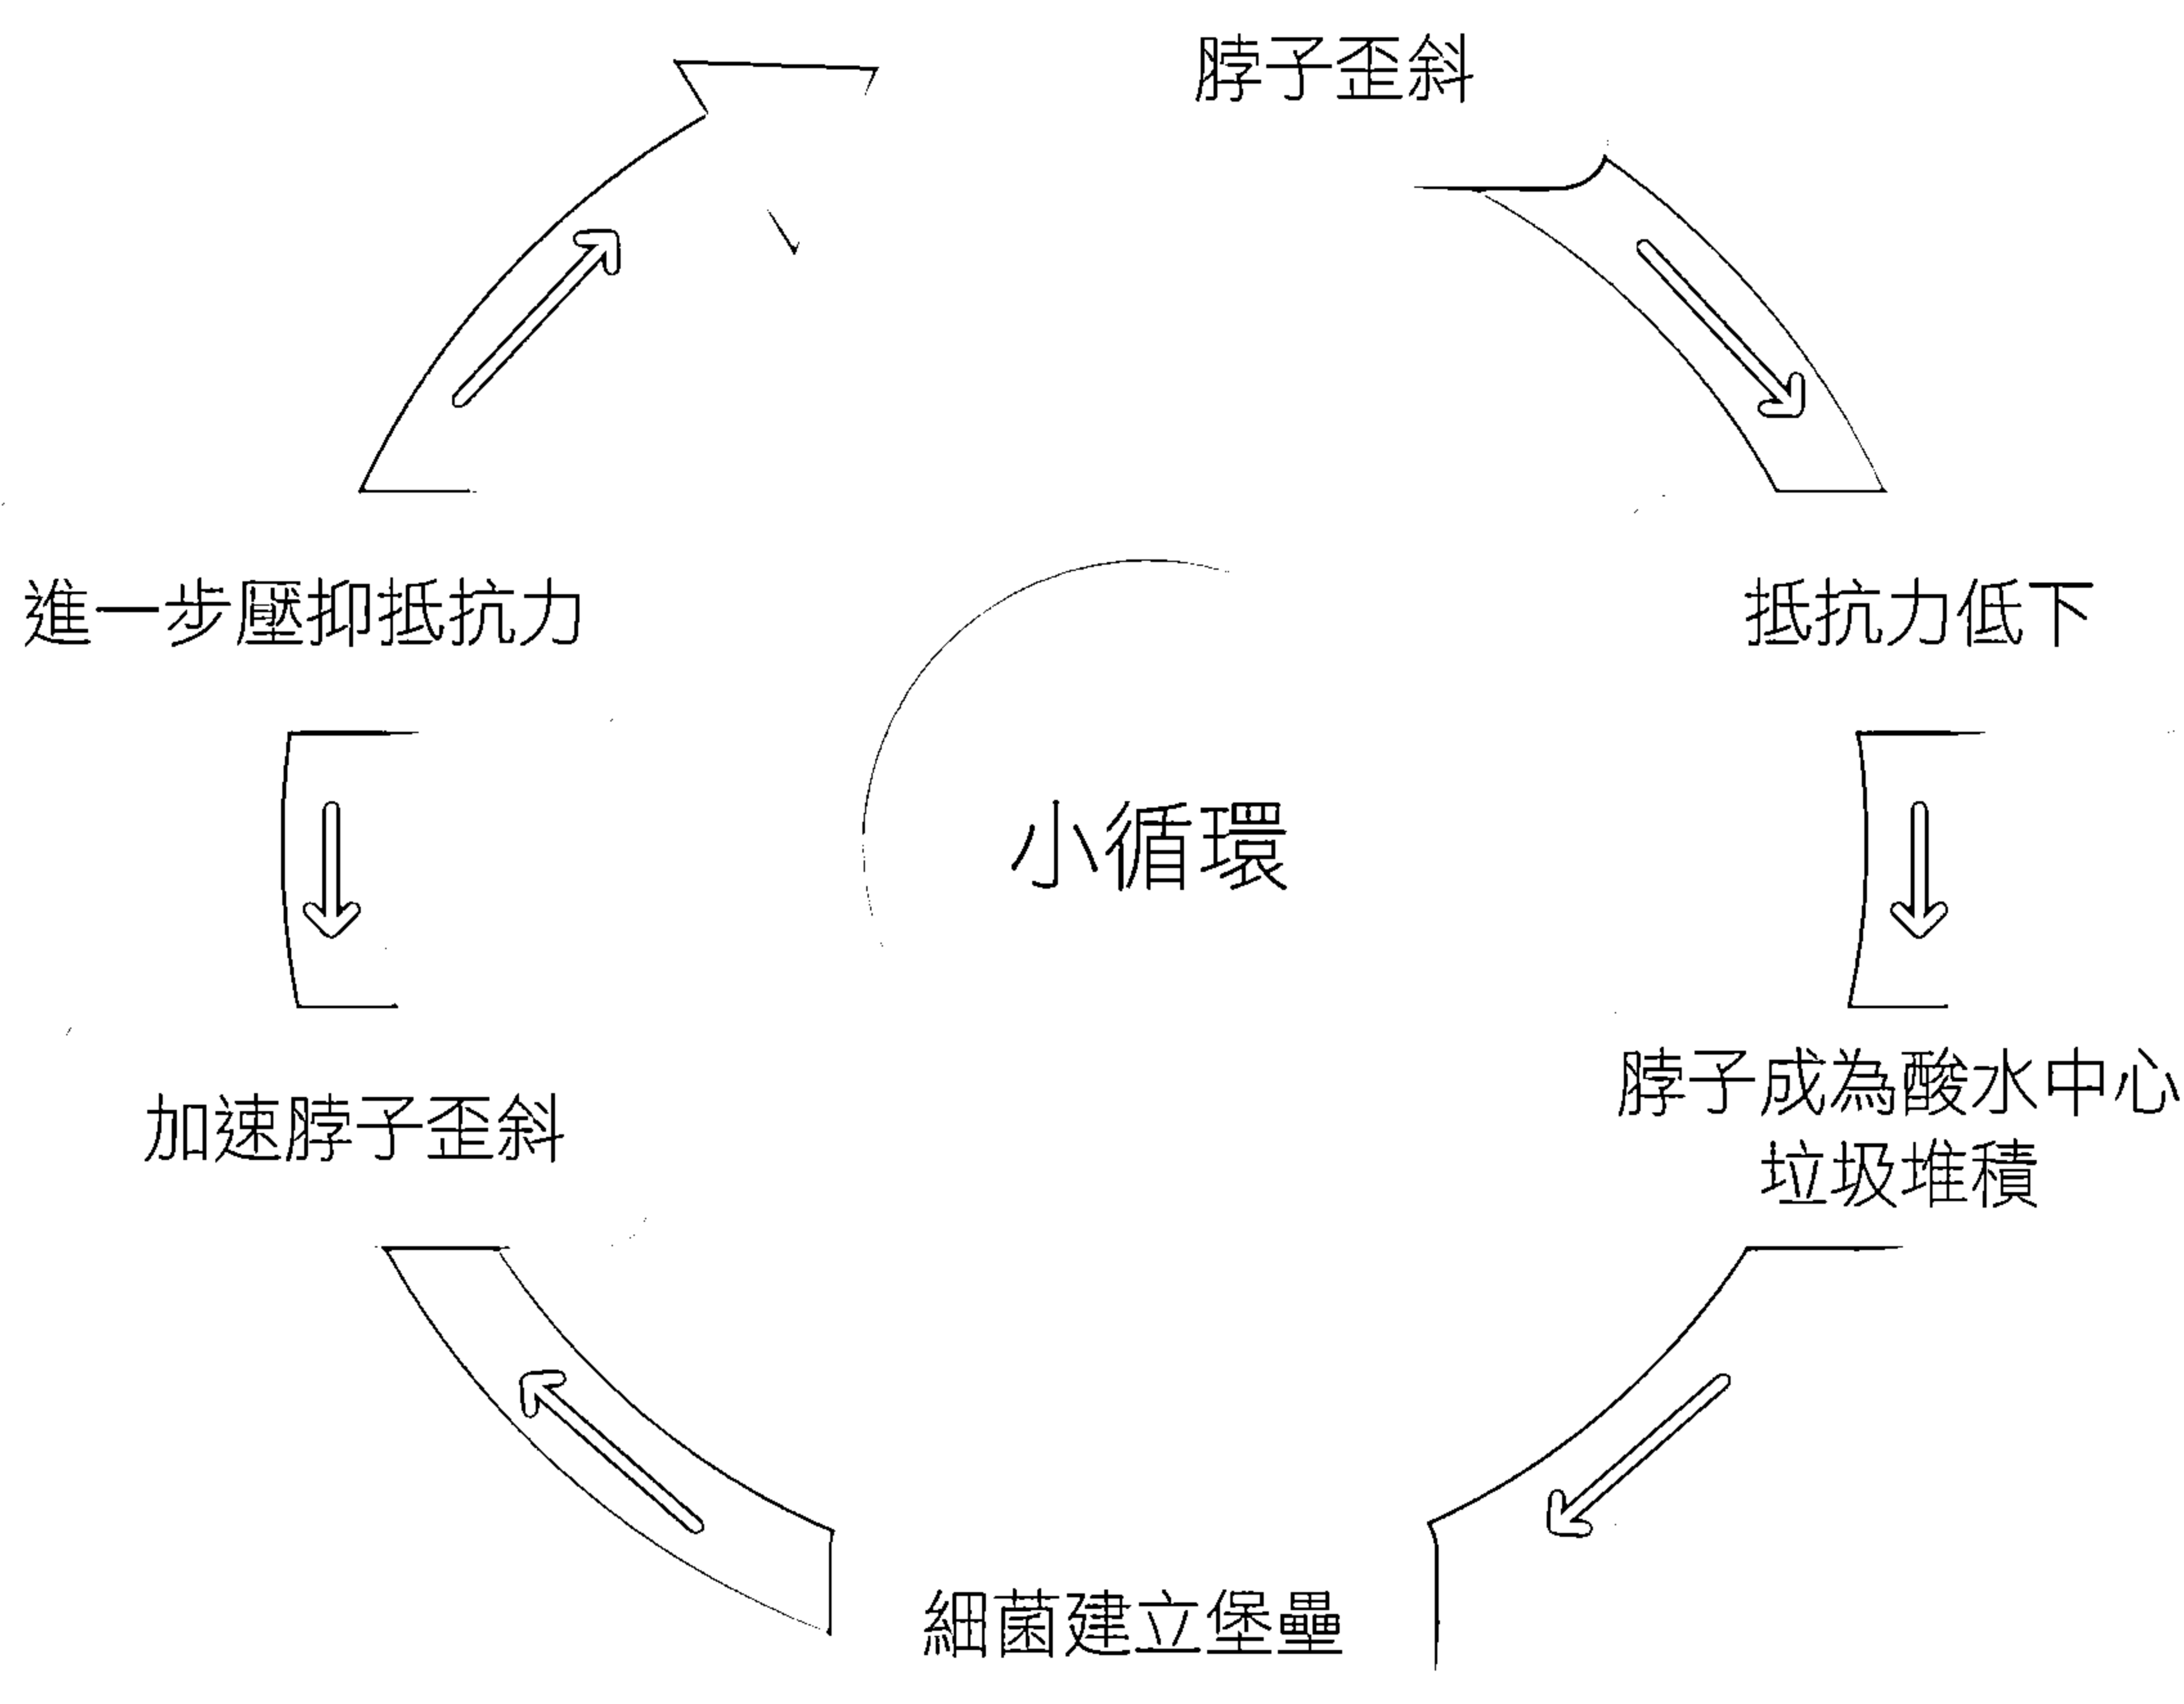 脖子歪斜
進一步壓抑抵抗力
抵抗力低下
小循環
加速脖子歪斜
脖子成為酸水中心
垃圾堆積
細菌建立堡壘